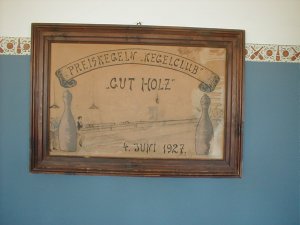 PREISKEGELN „KEGELCLUB"
„GUT HOLZ"
4. JUNI 1927.